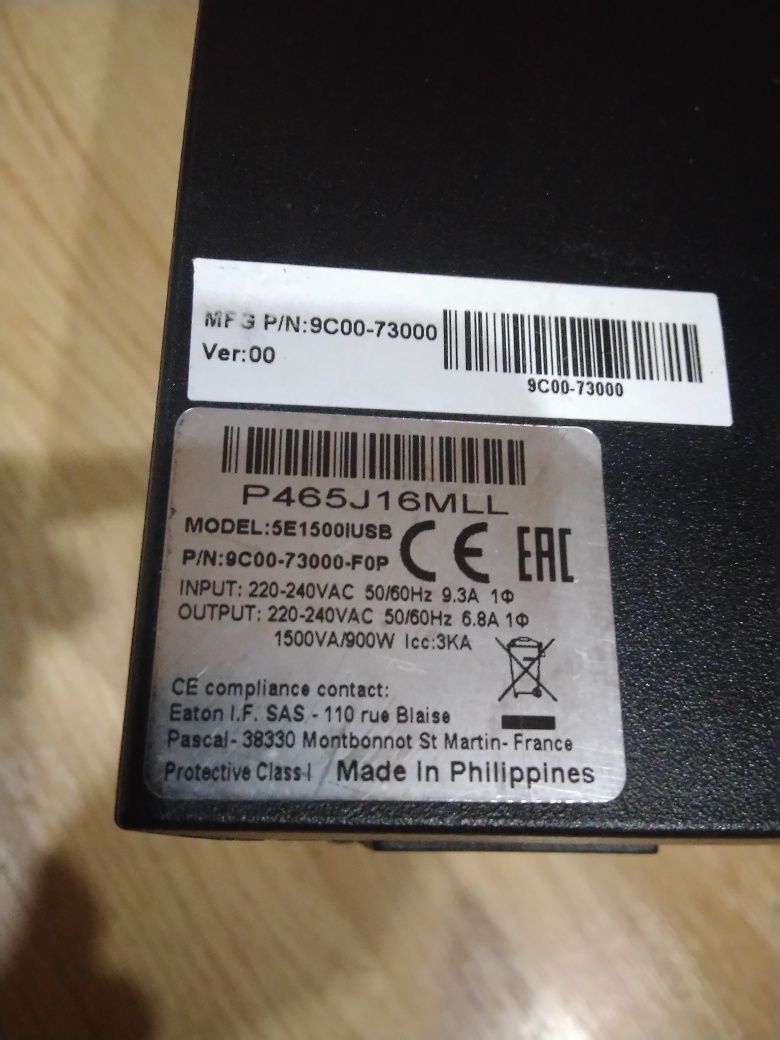 MFG P/N:9C00-73000
Ver:00
9C00-73000
P465J16MLL
MODEL:5E1500IUSB
P/N:9C00-73000-F0P
CE EAC
INPUT: 220-240VAC 50/60Hz 9.3A 1Φ
OUTPUT: 220-240VAC 50/60Hz 6.8A 1Φ
1500VA/900W Icc:3KA
CE compliance contact:
Eaton I.F. SAS - 110 rue Blaise
Pascal- 38330 Montbonnot St Martin- France
Protective Class I Made In Philippines